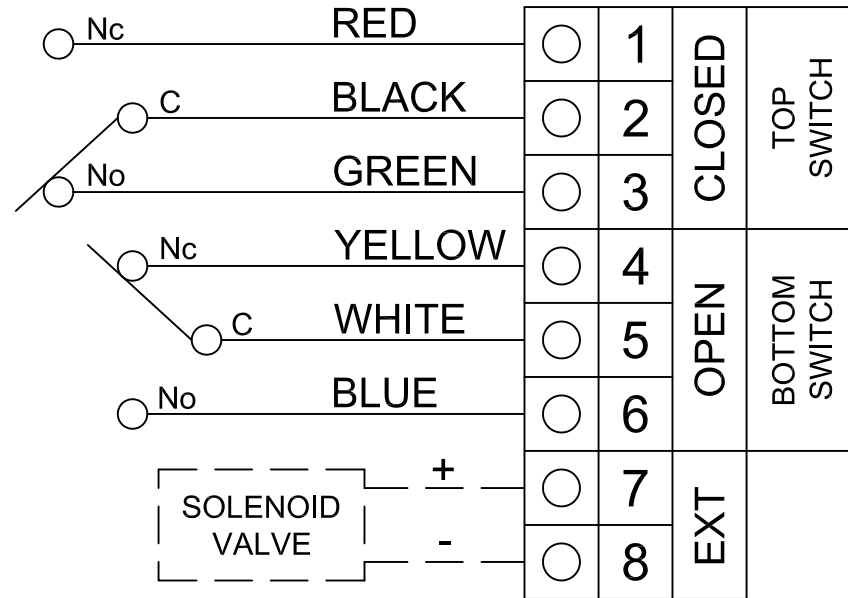 Nc RED 1
C BLACK 2
No GREEN 3
CLOSED
TOP
SWITCH
Nc YELLOW 4
C WHITE 5
No BLUE 6
OPEN
BOTTOM
SWITCH
SOLENOID
VALVE
+ 7
- 8
EXT